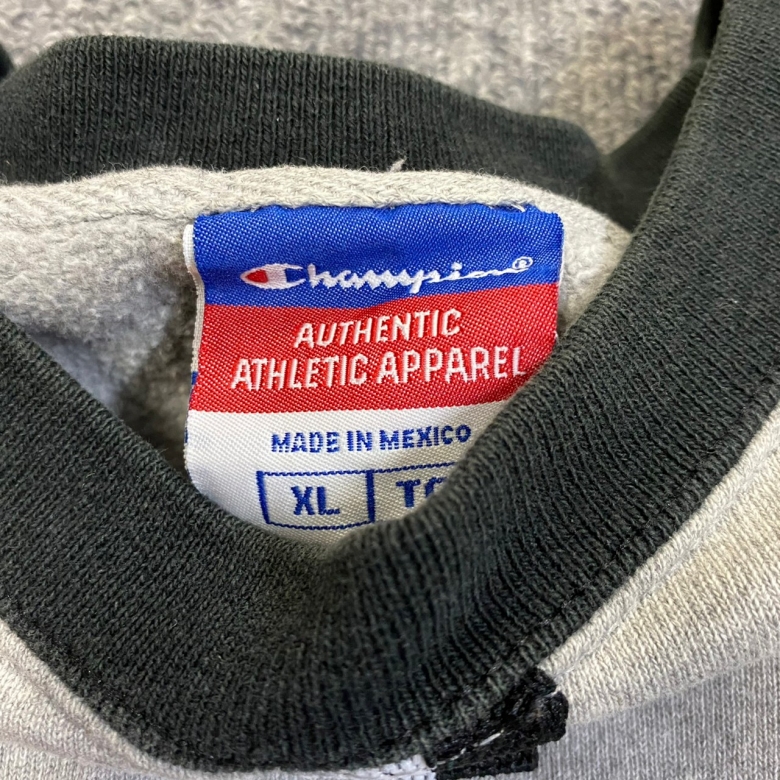 Champion®
AUTHENTIC
ATHLETIC APPAREL
MADE IN MEXICO
XL